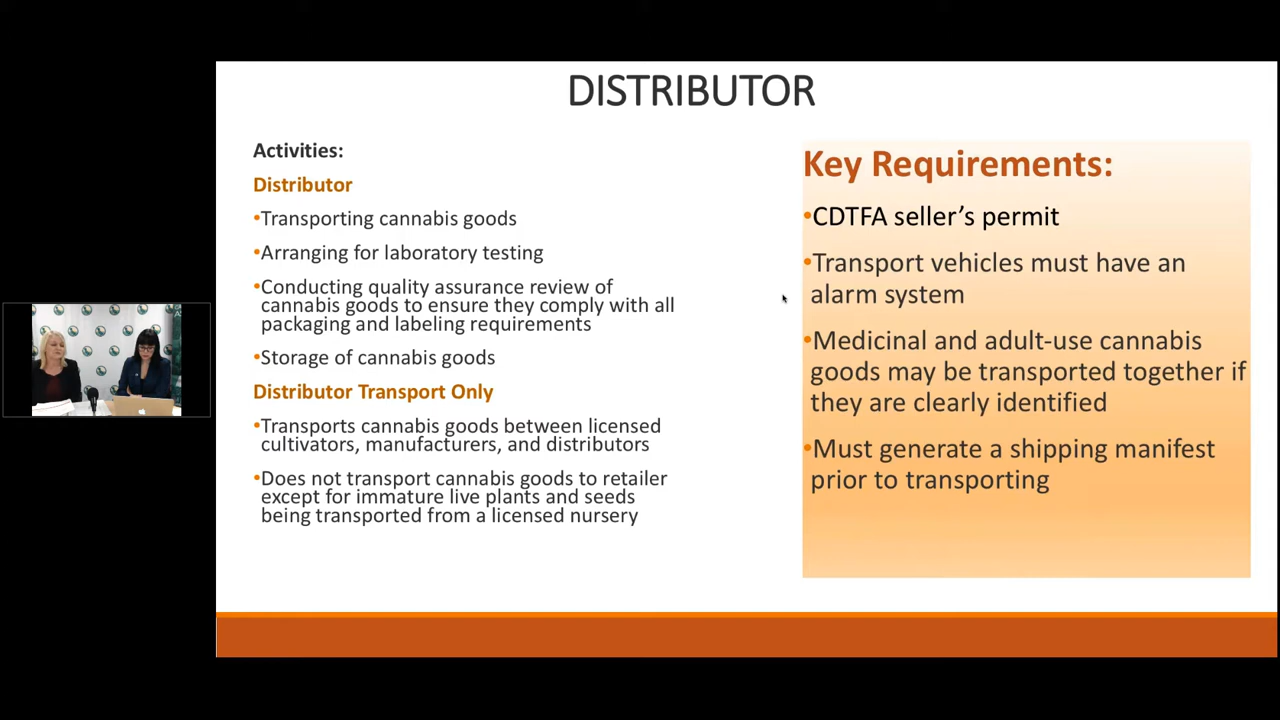 DISTRIBUTOR
Activities:
Distributor
•Transporting cannabis goods
•Arranging for laboratory testing
•Conducting quality assurance review of
cannabis goods to ensure they comply with all
packaging and labeling requirements
•Storage of cannabis goods
Distributor Transport Only
•Transports cannabis goods between licensed
cultivators, manufacturers, and distributors
•Does not transport cannabis goods to retailer
except for immature live plants and seeds
being transported from a licensed nursery
Key Requirements:
•CDTFA seller’s permit
•Transport vehicles must have an
alarm system
•Medicinal and adult-use cannabis
goods may be transported together if
they are clearly identified
•Must generate a shipping manifest
prior to transporting